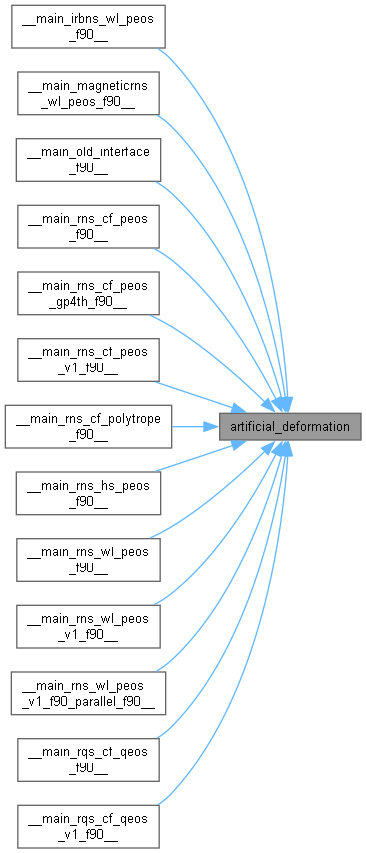 __main_irbns_wl_peos
_f90__
__main_magneticrns
_wl_peos_f90__
__main_old_interface
_f90__
__main_rns_cf_peos
_f90__
__main_rns_cf_peos
_gp4th_f90__
__main_rns_cf_peos
_v1_f90__
__main_rns_cf_polytrope
_f90__
artificial_deformation
__main_rns_hs_peos
_f90__
__main_rns_wl_peos
_f90__
__main_rns_wl_peos
_v1_f90__
__main_rns_wl_peos
_v1_f90_parallel_f90__
__main_rqs_cf_qeos
_f90__
__main_rqs_cf_qeos
_v1_f90__